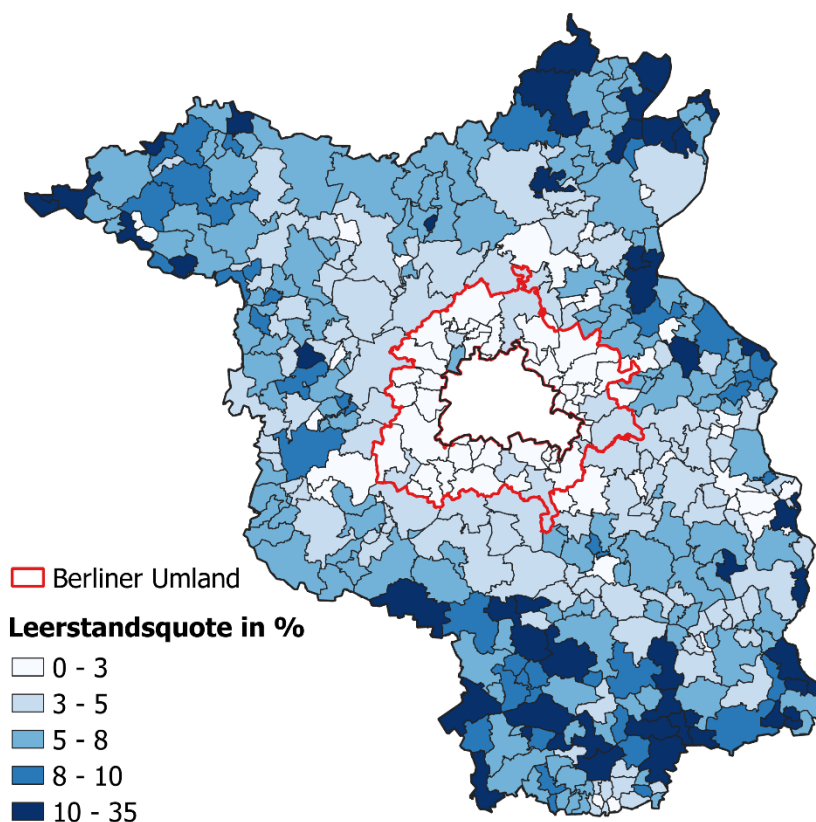 Berliner Umland
Leerstandsquote in %
0 - 3
3 - 5
5 - 8
8 - 10
10 - 35